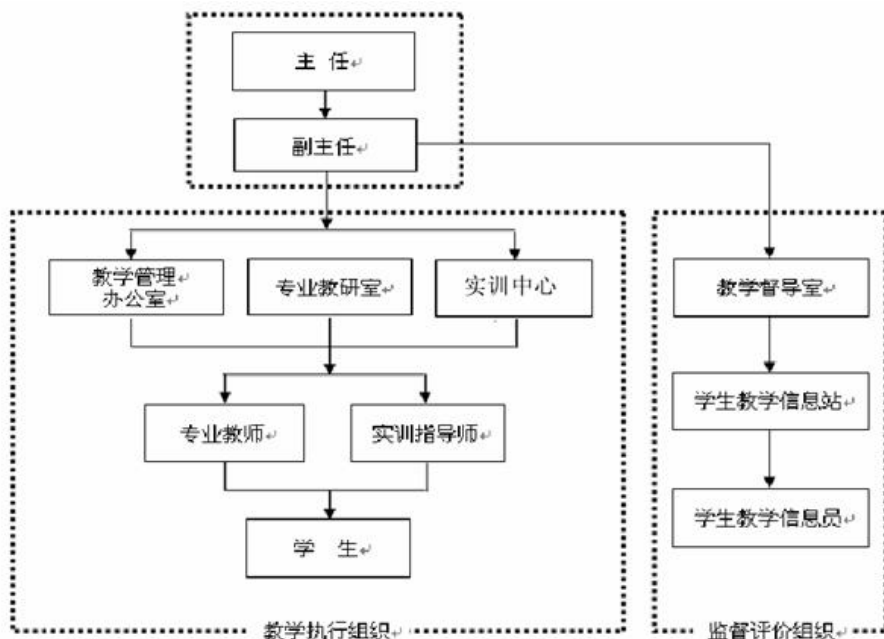 主 任
副主任
教学管理
办公室
专业教研室
实训中心
教学督导室
专业教师
实训指导师
学生教学信息站
学 生
学生教学信息员
教学执行组织
监督评价组织